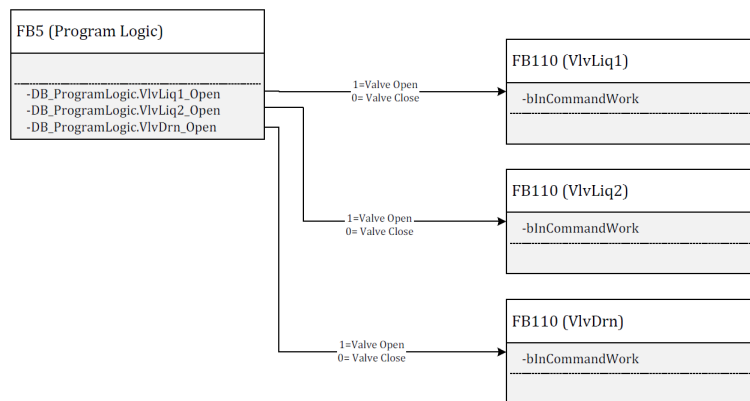 FB5 (Program Logic)
-DB_ProgramLogic.VlvLiq1_Open
-DB_ProgramLogic.VlvLiq2_Open
-DB_ProgramLogic.VlvDrn_Open
1=Valve Open
0= Valve Close
FB110 (VlvLiq1)
-bInCommandWork
1=Valve Open
0= Valve Close
FB110 (VlvLiq2)
-bInCommandWork
1=Valve Open
0= Valve Close
FB110 (VlvDrn)
-bInCommandWork